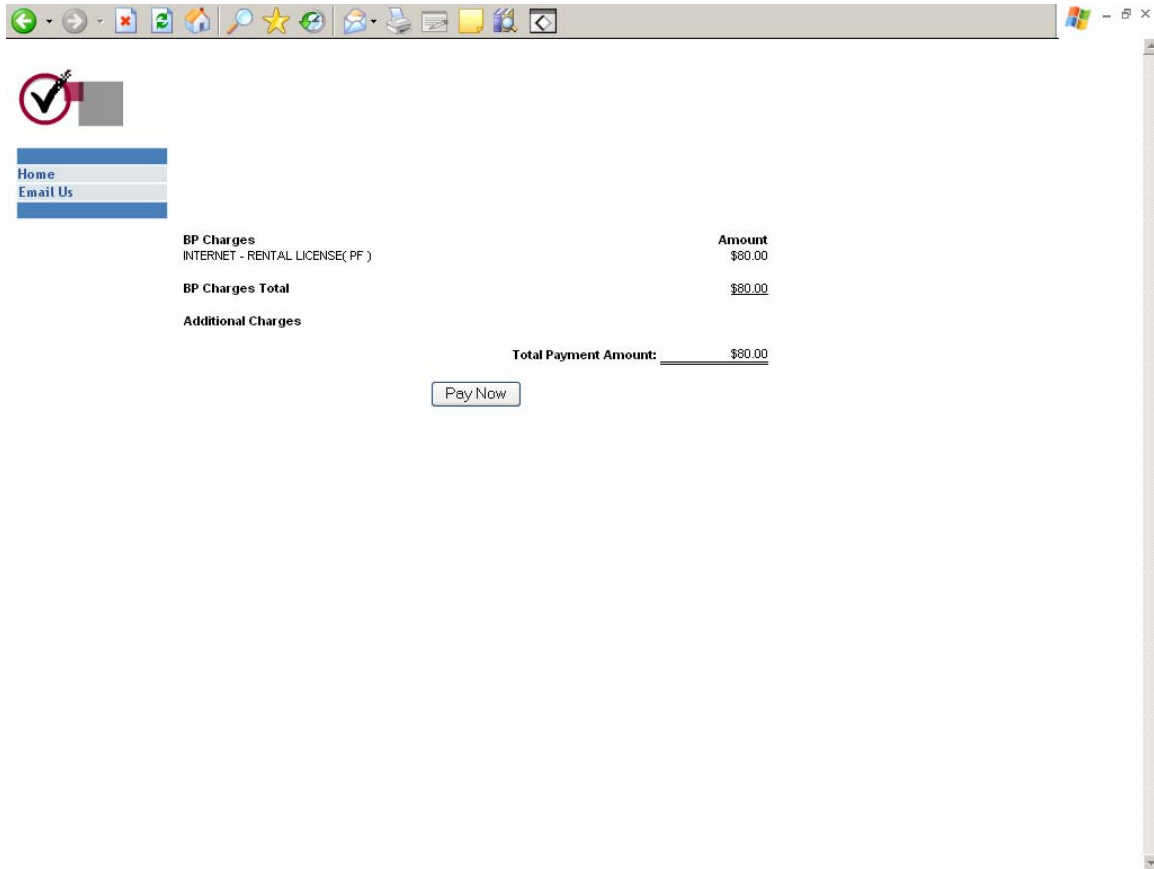 Home
Email Us
BP Charges Amount
INTERNET - RENTAL LICENSE( PF ) $80.00
BP Charges Total $80.00
Additional Charges
Total Payment Amount: $80.00
Pay Now